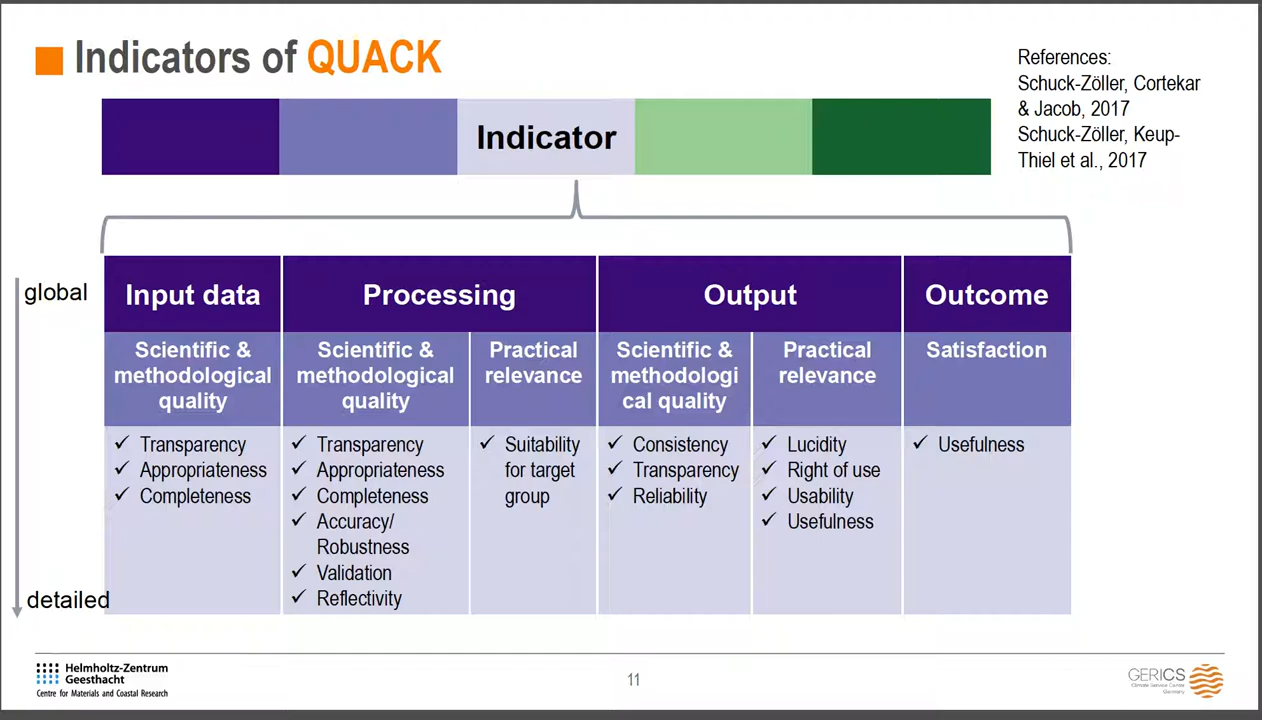 Indicators of QUACK
References:
Schuck-Zöller, Cortekar
& Jacob, 2017
Schuck-Zöller, Keup-
Thiel et al., 2017
Indicator
global
detailed
Input data
Processing
Output
Outcome
Scientific &
methodological
quality
Scientific &
methodological
quality
Practical
relevance
Scientific &
methodologi
cal quality
Practical
relevance
Satisfaction
✓ Transparency
✓ Appropriateness
✓ Completeness
✓ Transparency
✓ Appropriateness
✓ Completeness
✓ Accuracy/
Robustness
✓ Validation
✓ Reflectivity
✓ Suitability
for target
group
✓ Consistency
✓ Transparency
✓ Reliability
✓ Lucidity
✓ Right of use
✓ Usability
✓ Usefulness
✓ Usefulness
Helmholtz-Zentrum
Geesthacht
Centre for Materials and Coastal Research
11
GERICS
Climate Service Center
Germany